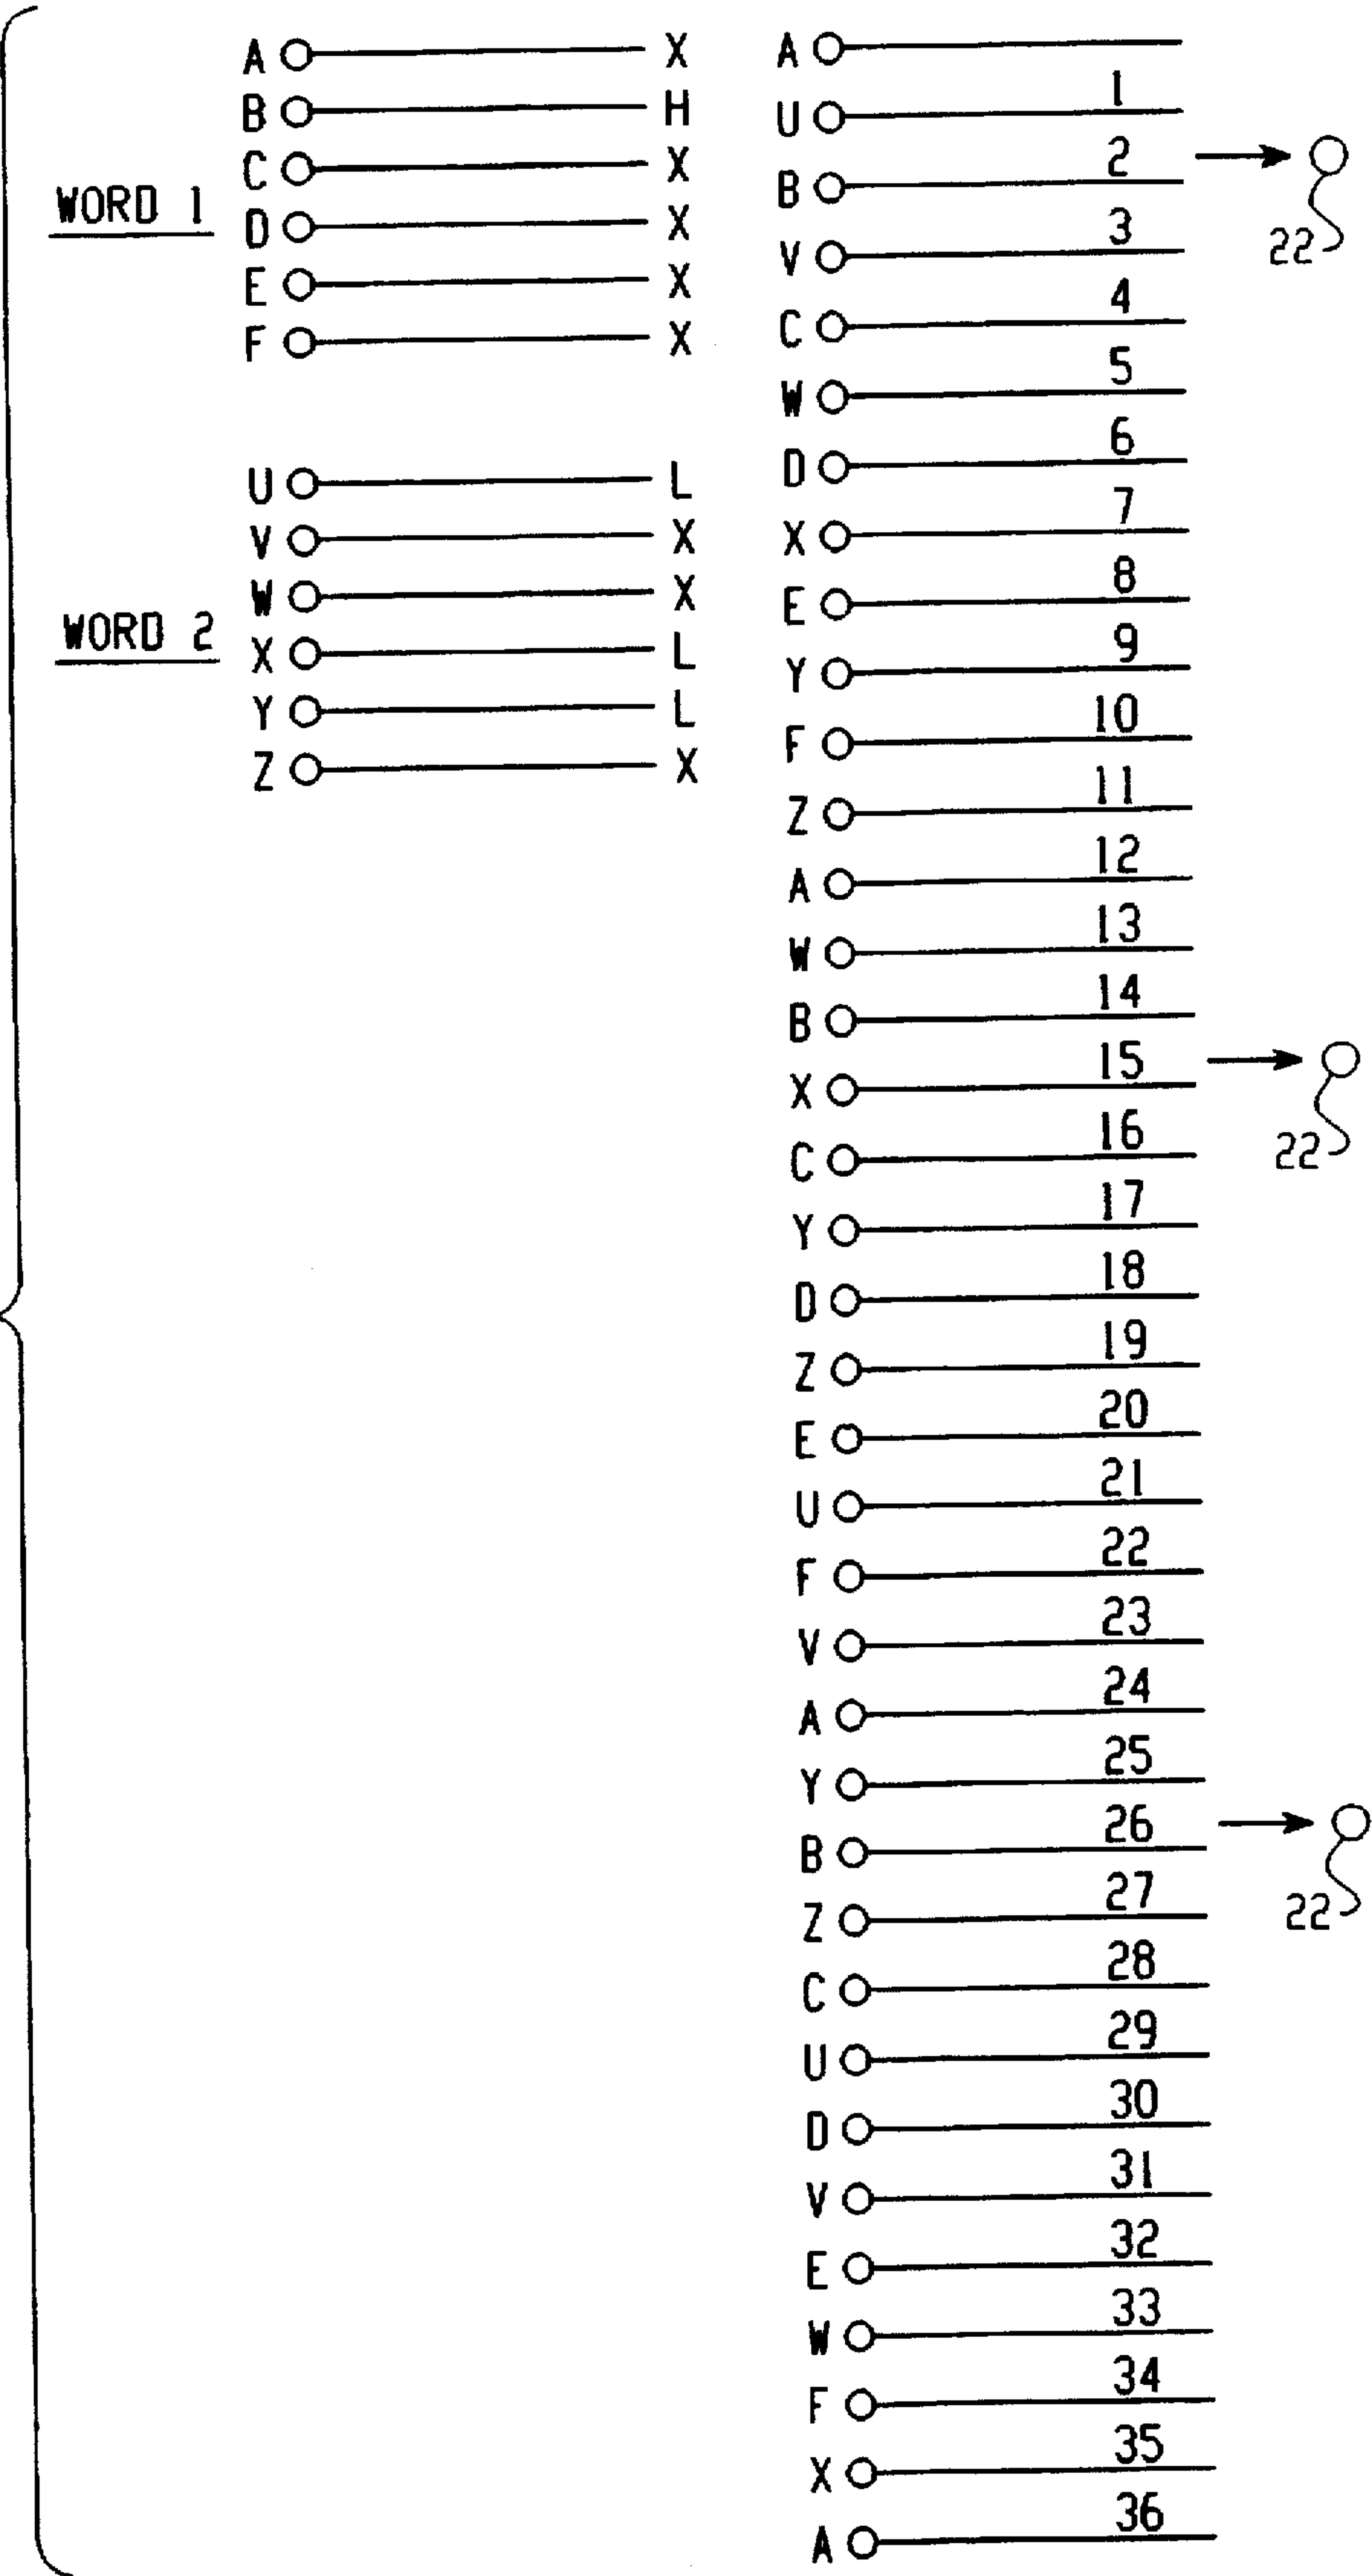 WORD 1
A X
B H
C X
D X
E X
F X
WORD 2
U L
V X
W X
X L
Y L
Z X
A
U 1
B 2
22
V 3
C 4
W 5
D 6
X 7
E 8
Y 9
F 10
Z 11
A 12
W 13
B 14
X 15
22
C 16
Y 17
D 18
Z 19
E 20
U 21
F 22
V 23
A 24
Y 25
B 26
22
Z 27
C 28
U 29
D 30
V 31
E 32
W 33
F 34
X 35
A 36